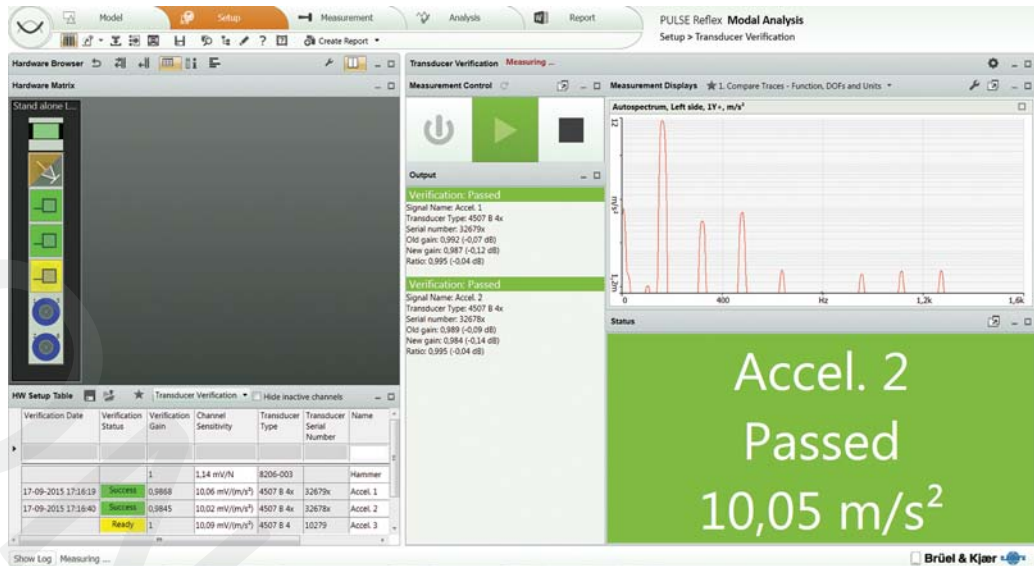 Model
Setup
Measurement
Analysis
Report
PULSE Reflex Modal Analysis
Setup > Transducer Verification
? Create Report
Hardware Browser
Hardware Matrix
Stand alone L...
HW Setup Table Transducer Verification Hide inactive channels
Verification Date Verification Status Verification Gain Channel Sensitivity Transducer Type Transducer Serial Number Name
1 1,14 mV/N 8206-003 Hammer
17-09-2015 17:16:19 Success 0,9868 10,06 mV/(m/s²) 4507 B 4x 32679x Accel. 1
17-09-2015 17:16:40 Success 0,9845 10,02 mV/(m/s²) 4507 B 4x 32678x Accel. 2
Ready 1 10,09 mV/(m/s²) 4507 B 4 10279 Accel. 3
Show Log Measuring ...
Transducer Verification Measuring ...
Measurement Control
Output
Verification: Passed
Signal Name: Accel. 1
Transducer Type: 4507 B 4x
Serial number: 32679x
Old gain: 0,992 (-0,07 dB)
New gain: 0,987 (-0,12 dB)
Ratio: 0,995 (-0,04 dB)
Verification: Passed
Signal Name: Accel. 2
Transducer Type: 4507 B 4x
Serial number: 32678x
Old gain: 0,989 (-0,09 dB)
New gain: 0,984 (-0,14 dB)
Ratio: 0,995 (-0,04 dB)
Measurement Displays 1. Compare Traces - Function, DOFs and Units
Autospectrum, Left side, 1Y+, m/s²
12
m/s²
1,2m
0 400 Hz 1,2k 1,6k
Status
Accel. 2
Passed
10,05 m/s²
Brüel & Kjær